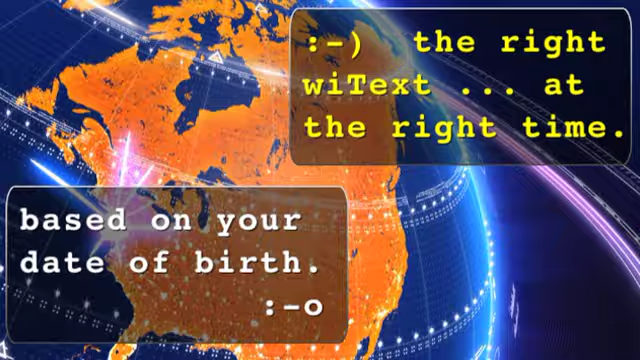 :-) the right
wiText ... at
the right time.
based on your
date of birth.
:-o